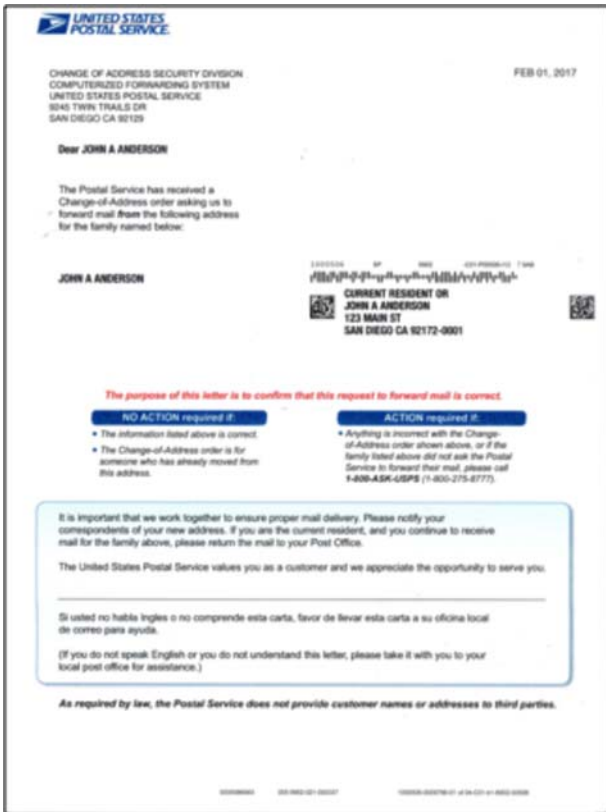 UNITED STATES
POSTAL SERVICE
FEB 01, 2017
CHANGE OF ADDRESS SECURITY DIVISION
COMPUTERIZED FORWARDING SYSTEM
UNITED STATES POSTAL SERVICE
9245 TWIN TRAILS DR
SAN DIEGO CA 92129
Dear JOHN A ANDERSON
The Postal Service has received a
Change-of-Address order asking us to
forward mail from the following address
for the family named below:
JOHN A ANDERSON
CURRENT RESIDENT OR
JOHN A ANDERSON
123 MAIN ST
SAN DIEGO CA 92172-0001
The purpose of this letter is to confirm that this request to forward mail is correct.
NO ACTION required if:
• The information listed above is correct.
• The Change-of-Address order is for
someone who has already moved from
this address.
ACTION required if:
• Anything is incorrect with the Change-
of-Address order shown above, or if the
family listed above did not ask the Postal
Service to forward their mail, please call
1-800-ASK-USPS (1-800-275-8777).
It is important that we work together to ensure proper mail delivery. Please notify your
correspondents of your new address. If you are the current resident, and you continue to receive
mail for the family above, please return the mail to your Post Office.
The United States Postal Service values you as a customer and we appreciate the opportunity to serve you.
Si usted no habla Ingles o no comprende esta carta, favor de llevar esta carta a su oficina local
de correo para ayuda.
(If you do not speak English or you do not understand this letter, please take it with you to your
local post office for assistance.)
As required by law, the Postal Service does not provide customer names or addresses to third parties.